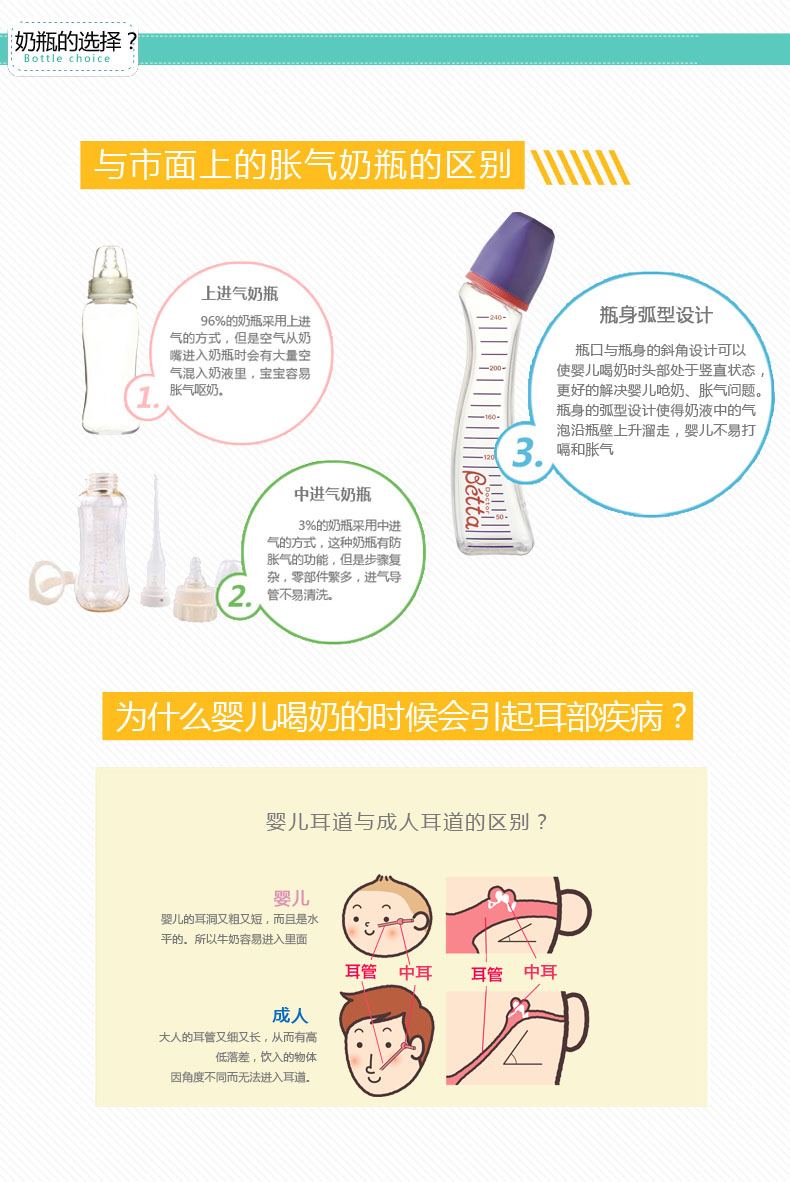 奶瓶的选择？
Bottle choice
与市面上的胀气奶瓶的区别
上进气奶瓶
96%的奶瓶采用上进
气的方式，但是空气从奶
嘴进入奶瓶时会有大量空
气混入奶液里，宝宝容易
胀气呕奶。
1.
瓶身弧型设计
瓶口与瓶身的斜角设计可以
使婴儿喝奶时头部处于竖直状态，
更好的解决婴儿呛奶、胀气问题。
瓶身的弧型设计使得奶液中的气
泡沿瓶壁上升溜走，婴儿不易打
嗝和胀气
3.
240
200
160
120
50
Doctor
Bétta
中进气奶瓶
3%的奶瓶采用中进
气的方式，这种奶瓶有防
胀气的功能，但是步骤复
杂，零部件繁多，进气导
管不易清洗。
2.
为什么婴儿喝奶的时候会引起耳部疾病？
婴儿耳道与成人耳道的区别？
婴儿
婴儿的耳洞又粗又短，而且是水
平的。所以牛奶容易进入里面
耳管 中耳
耳管 中耳
成人
大人的耳管又细又长，从而有高
低落差，饮入的物体
因角度不同而无法进入耳道。